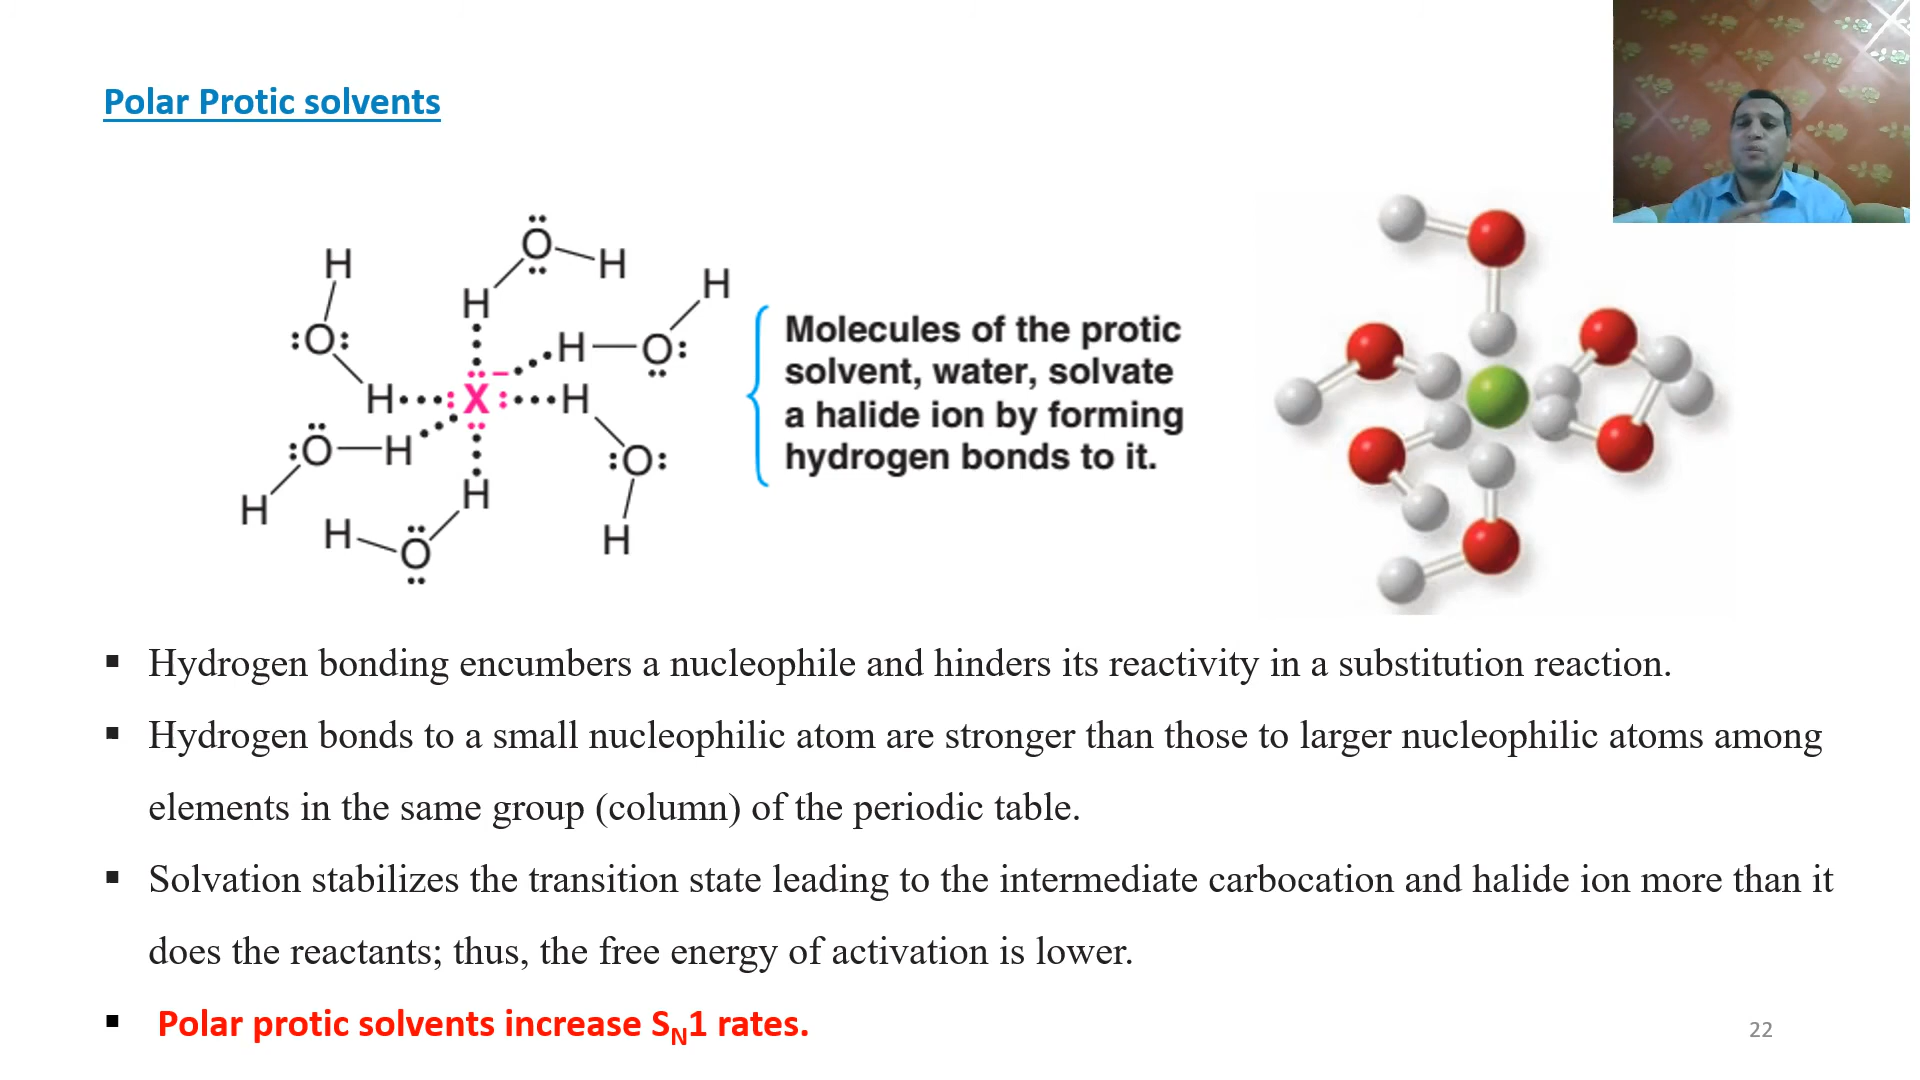 Polar Protic solvents
H
O
H
H
H
O
H
H
O
H
X
H
O
H
H
O
H
H
O
H
Molecules of the protic
solvent, water, solvate
a halide ion by forming
hydrogen bonds to it.
Hydrogen bonding encumbers a nucleophile and hinders its reactivity in a substitution reaction.
Hydrogen bonds to a small nucleophilic atom are stronger than those to larger nucleophilic atoms among
elements in the same group (column) of the periodic table.
Solvation stabilizes the transition state leading to the intermediate carbocation and halide ion more than it
does the reactants; thus, the free energy of activation is lower.
Polar protic solvents increase SN1 rates.
22